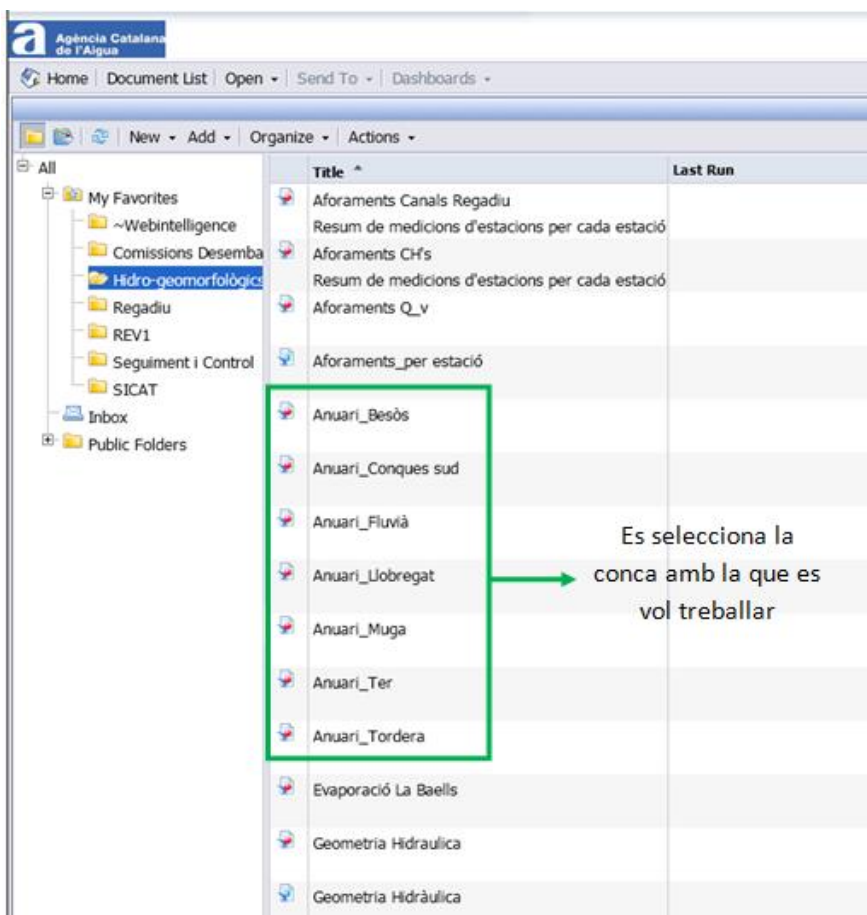 Agència Catalana
de l'Aigua
Home Document List Open Send To Dashboards
New Add Organize Actions
All
My Favorites
~Webintelligence
Comissions Desemba
Hidro-geomorfològics
Regadiu
REV1
Seguiment i Control
SICAT
Inbox
Public Folders
Title Last Run
Aforaments Canals Regadiu
Resum de medicions d'estacions per cada estació
Aforaments CH's
Resum de medicions d'estacions per cada estació
Aforaments Q_v
Aforaments_per estació
Anuari_Besòs
Anuari_Conques sud
Anuari_Fluvià
Anuari_Llobregat
Anuari_Muga
Anuari_Ter
Anuari_Tordera
Evaporació La Baells
Geometria Hidraulica
Geometria Hidràulica
Es selecciona la
conca amb la que es
vol treballar